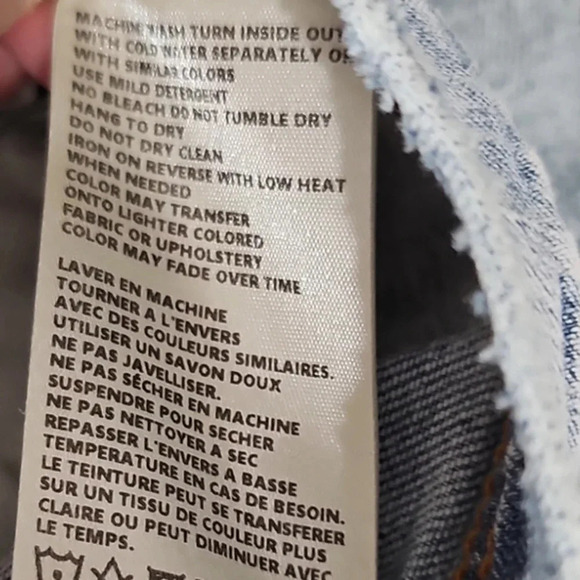 MACHINE WASH TURN INSIDE OUT
WITH COLD WATER SEPARATELY OR
WITH SIMILAR COLORS
USE MILD DETERGENT
NO BLEACH DO NOT TUMBLE DRY
HANG TO DRY
DO NOT DRY CLEAN
IRON ON REVERSE WITH LOW HEAT
WHEN NEEDED
COLOR MAY TRANSFER
ONTO LIGHTER COLORED
FABRIC OR UPHOLSTERY
COLOR MAY FADE OVER TIME
LAVER EN MACHINE
TOURNER A L'ENVERS
AVEC DES COULEURS SIMILAIRES.
UTILISER UN SAVON DOUX
NE PAS JAVELLISER.
NE PAS SÉCHER EN MACHINE
SUSPENDRE POUR SÉCHER
NE PAS NETTOYER A SEC
REPASSER L'ENVERS A BASSE
TEMPERATURE EN CAS DE BESOIN.
LE TEINTURE PEUT SE TRANSFERER
SUR UN TISSU DE COULEUR PLUS
CLAIRE OU PEUT DIMINUER AVEC
LE TEMPS.